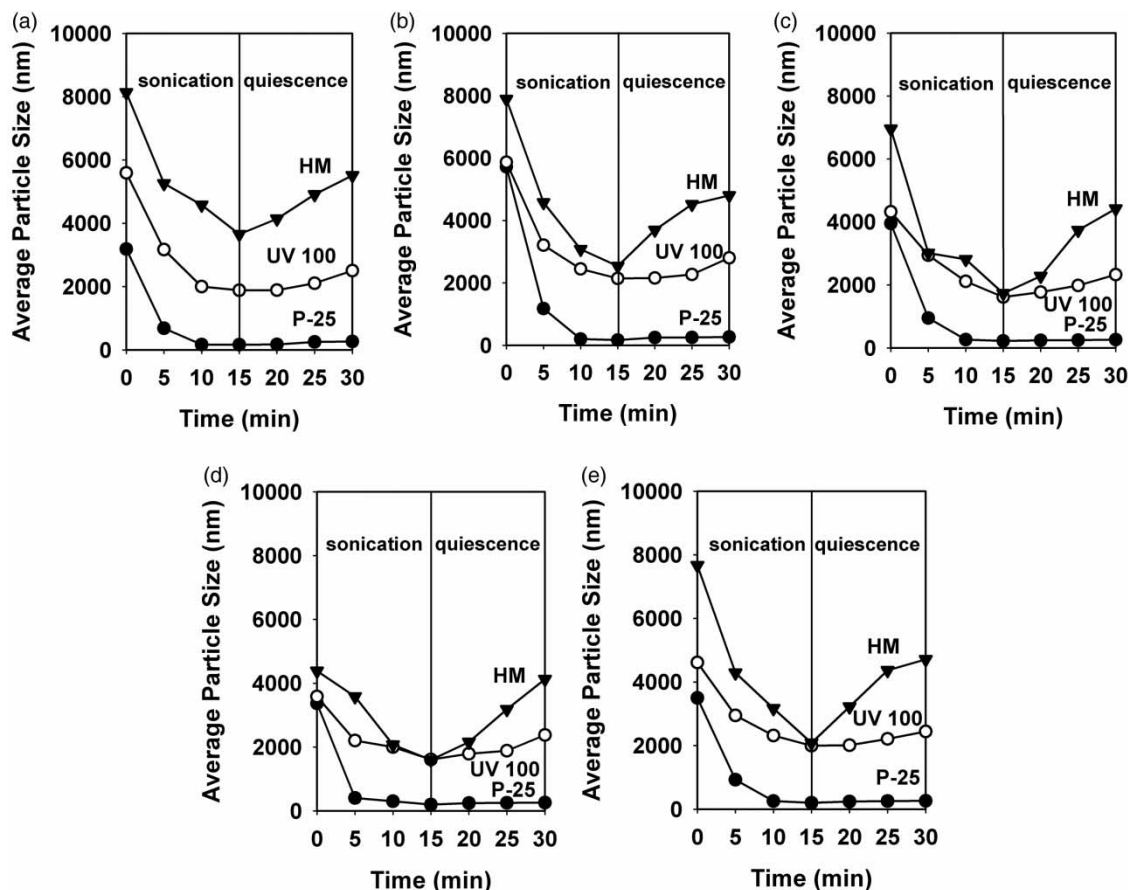 (a)
Average Particle Size (nm)
10000
8000
6000
4000
2000
0
sonication
quiescence
HM
UV 100
P-25
0 5 10 15 20 25 30
Time (min)
(b)
Average Particle Size (nm)
10000
8000
6000
4000
2000
0
sonication
quiescence
HM
UV 100
P-25
0 5 10 15 20 25 30
Time (min)
(c)
Average Particle Size (nm)
10000
8000
6000
4000
2000
0
sonication
quiescence
HM
UV 100
P-25
0 5 10 15 20 25 30
Time (min)
(d)
Average Particle Size (nm)
10000
8000
6000
4000
2000
0
sonication
quiescence
HM
UV 100
P-25
0 5 10 15 20 25 30
Time (min)
(e)
Average Particle Size (nm)
10000
8000
6000
4000
2000
0
sonication
quiescence
HM
UV 100
P-25
0 5 10 15 20 25 30
Time (min)